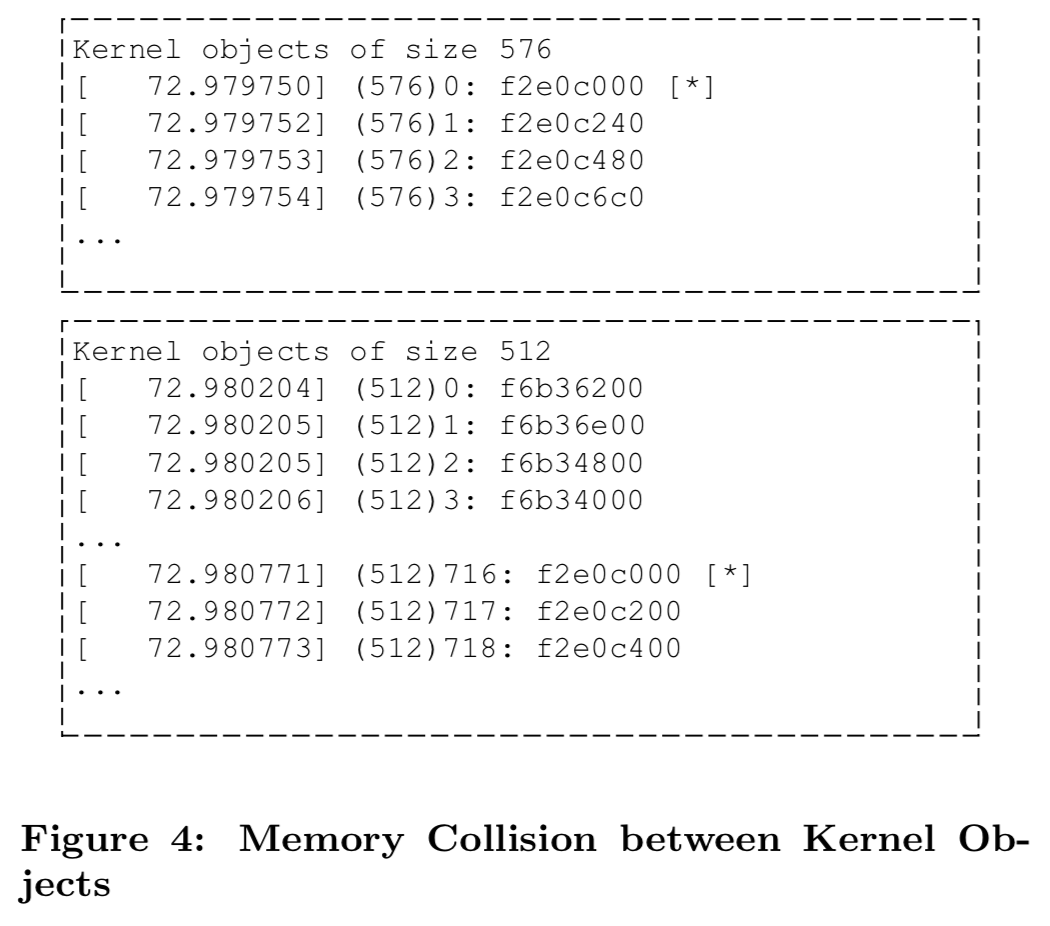 Kernel objects of size 576
[   72.979750] (576)0: f2e0c000 [*]
[   72.979752] (576)1: f2e0c240
[   72.979753] (576)2: f2e0c480
[   72.979754] (576)3: f2e0c6c0
...
Kernel objects of size 512
[   72.980204] (512)0: f6b36200
[   72.980205] (512)1: f6b36e00
[   72.980205] (512)2: f6b34800
[   72.980206] (512)3: f6b34000
...
[   72.980771] (512)716: f2e0c000 [*]
[   72.980772] (512)717: f2e0c200
[   72.980773] (512)718: f2e0c400
...
Figure 4: Memory Collision between Kernel Ob-
jects